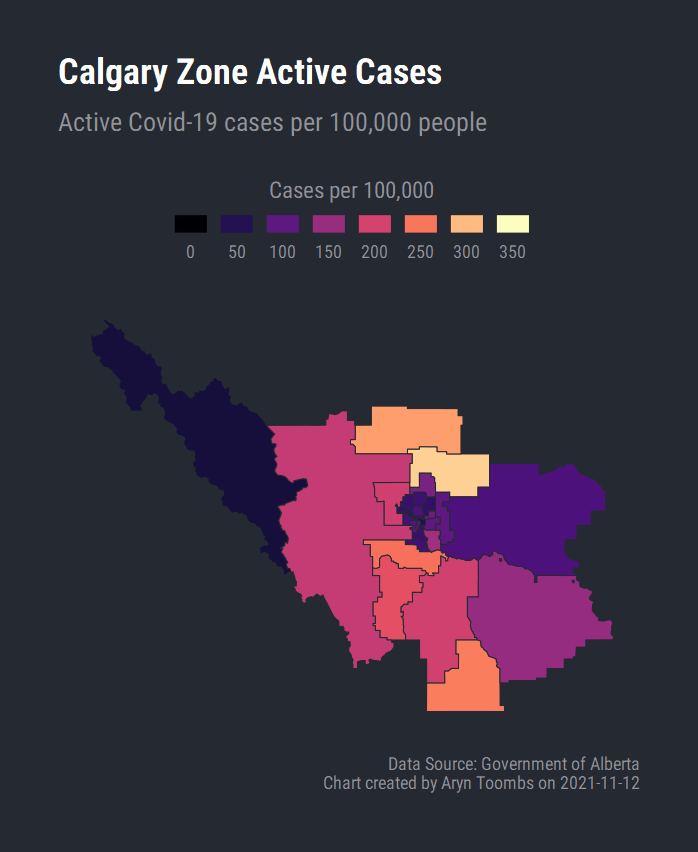 Calgary Zone Active Cases
Active Covid-19 cases per 100,000 people
Cases per 100,000
0 50 100 150 200 250 300 350
Data Source: Government of Alberta
Chart created by Aryn Toombs on 2021-11-12